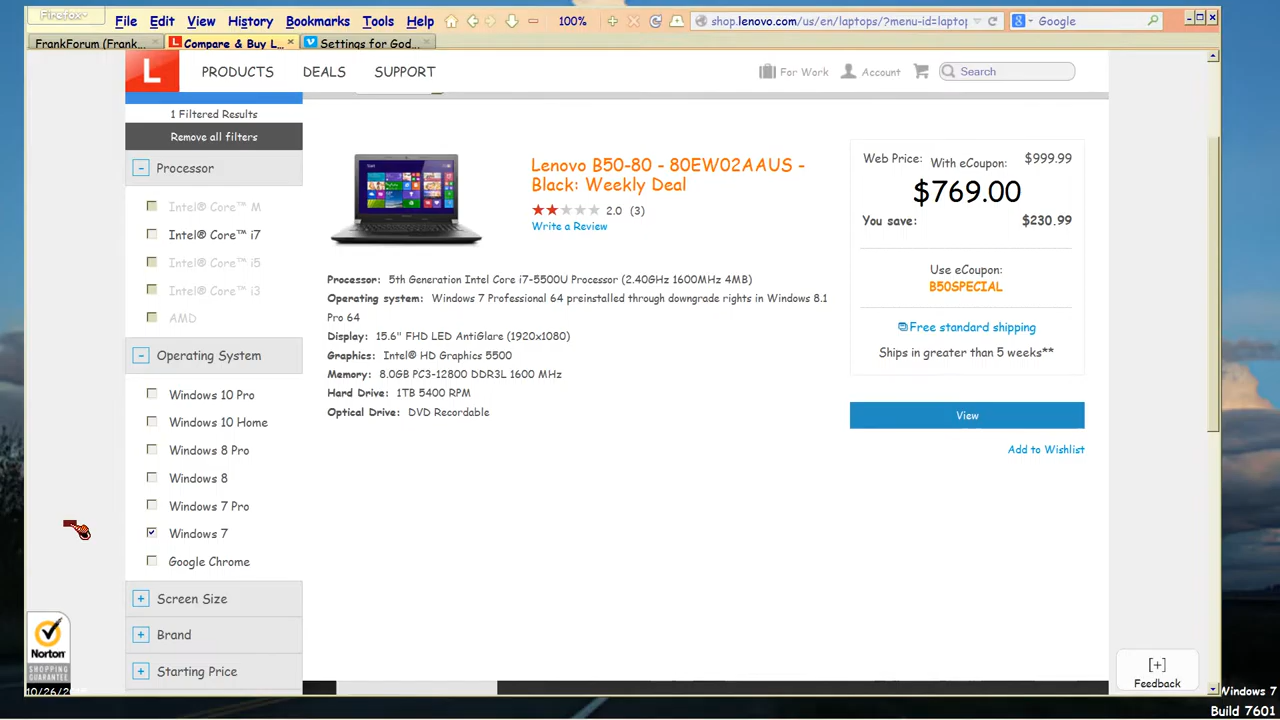 Firefox
File Edit View History Bookmarks Tools Help 100% shop.lenovo.com/us/en/laptops/?menu-id=laptop Google
FrankForum (Frank... Compare & Buy L... Settings for God...
L PRODUCTS DEALS SUPPORT For Work Account Search
1 Filtered Results
Remove all filters
Processor
Intel® Core™ M
Intel® Core™ i7
Intel® Core™ i5
Intel® Core™ i3
AMD
Operating System
Windows 10 Pro
Windows 10 Home
Windows 8 Pro
Windows 8
Windows 7 Pro
Windows 7
Google Chrome
Screen Size
Brand
Starting Price
Lenovo B50-80 - 80EW02AAUS -
Black: Weekly Deal
2.0 (3)
Write a Review
Processor: 5th Generation Intel Core i7-5500U Processor (2.40GHz 1600MHz 4MB)
Operating system: Windows 7 Professional 64 preinstalled through downgrade rights in Windows 8.1
Pro 64
Display: 15.6" FHD LED AntiGlare (1920x1080)
Graphics: Intel® HD Graphics 5500
Memory: 8.0GB PC3-12800 DDR3L 1600 MHz
Hard Drive: 1TB 5400 RPM
Optical Drive: DVD Recordable
Web Price: $999.99
With eCoupon:
$769.00
You save: $230.99
Use eCoupon:
B50SPECIAL
Free standard shipping
Ships in greater than 5 weeks**
View
Add to Wishlist
Norton
SHOPPING
GUARANTEE
10/26/20
[+]
Feedback
Windows 7
Build 7601